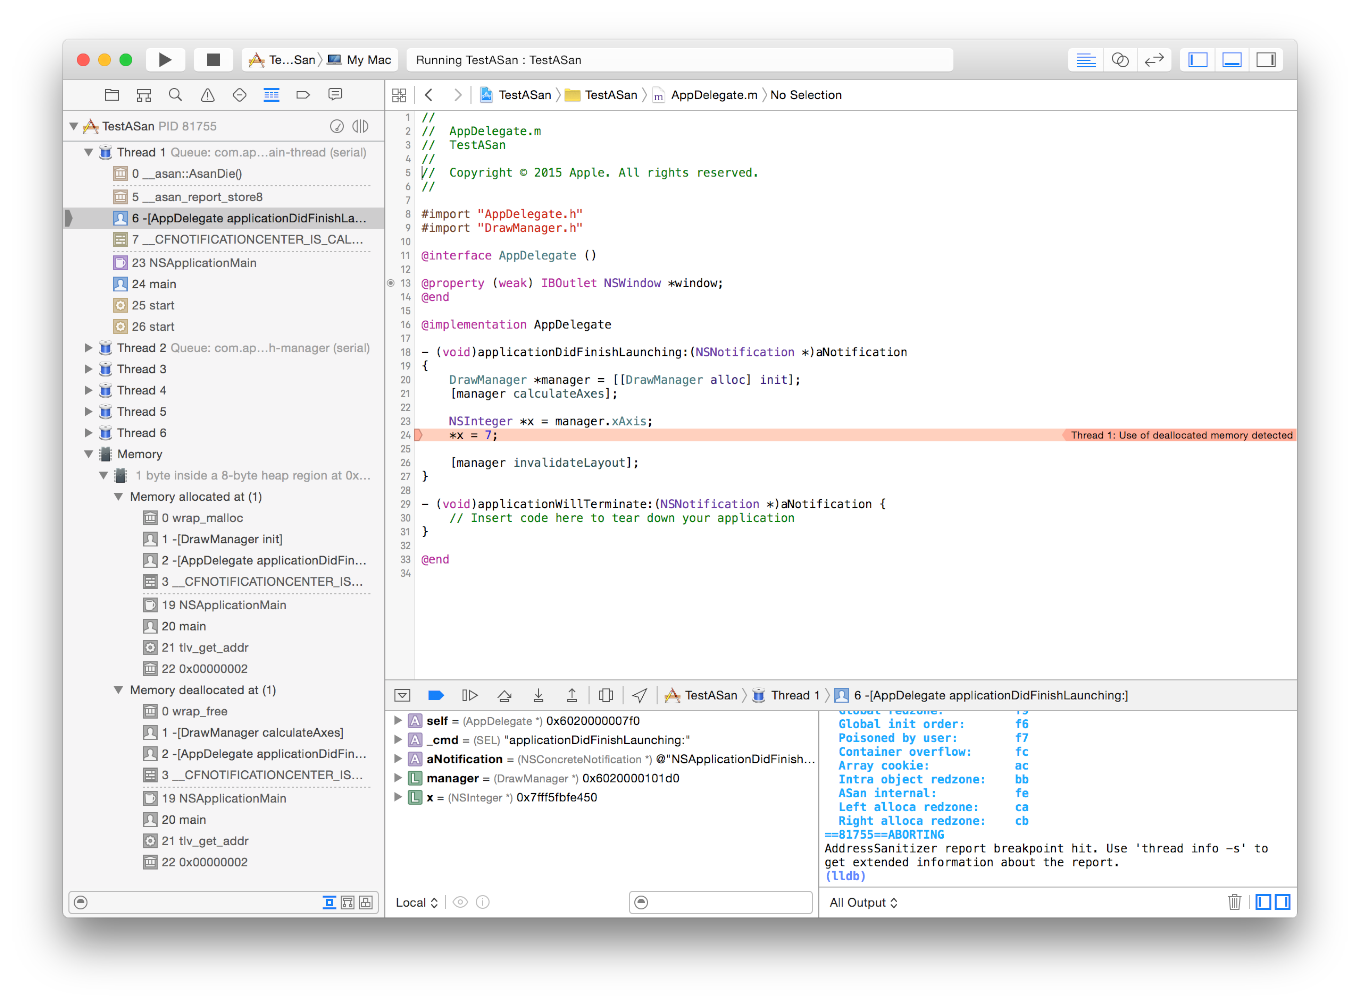 Te...San 〉 My Mac
Running TestASan : TestASan
TestASan 〉 TestASan 〉 AppDelegate.m 〉 No Selection
TestASan PID 81755
Thread 1 Queue: com.ap...ain-thread (serial)
0 __asan::AsanDie()
5 __asan_report_store8
6 -[AppDelegate applicationDidFinishLa...
7 __CFNOTIFICATIONCENTER_IS_CAL...
23 NSApplicationMain
24 main
25 start
26 start
Thread 2 Queue: com.ap...h-manager (serial)
Thread 3
Thread 4
Thread 5
Thread 6
Memory
1 byte inside a 8-byte heap region at 0x...
Memory allocated at (1)
0 wrap_malloc
1 -[DrawManager init]
2 -[AppDelegate applicationDidFin...
3 __CFNOTIFICATIONCENTER_IS...
19 NSApplicationMain
20 main
21 tlv_get_addr
22 0x00000002
Memory deallocated at (1)
0 wrap_free
1 -[DrawManager calculateAxes]
2 -[AppDelegate applicationDidFin...
3 __CFNOTIFICATIONCENTER_IS...
19 NSApplicationMain
20 main
21 tlv_get_addr
22 0x00000002
1 //
2 //  AppDelegate.m
3 //  TestASan
4 //
5 //  Copyright © 2015 Apple. All rights reserved.
6 //
7
8 #import "AppDelegate.h"
9 #import "DrawManager.h"
10
11 @interface AppDelegate ()
12
13 @property (weak) IBOutlet NSWindow *window;
14 @end
15
16 @implementation AppDelegate
17
18 - (void)applicationDidFinishLaunching:(NSNotification *)aNotification
19 {
20     DrawManager *manager = [[DrawManager alloc] init];
21     [manager calculateAxes];
22
23     NSInteger *x = manager.xAxis;
24     *x = 7; Thread 1: Use of deallocated memory detected
25
26     [manager invalidateLayout];
27 }
28
29 - (void)applicationWillTerminate:(NSNotification *)aNotification {
30     // Insert code here to tear down your application
31 }
32
33 @end
34
TestASan 〉 Thread 1 〉 6 -[AppDelegate applicationDidFinishLaunching:]
A self = (AppDelegate *) 0x6020000007f0
A _cmd = (SEL) "applicationDidFinishLaunching:"
A aNotification = (NSConcreteNotification *) @"NSApplicationDidFinish...
L manager = (DrawManager *) 0x6020000101d0
L x = (NSInteger *) 0x7fff5fbfe450
Local
Global redzone: f9
Global init order: f6
Poisoned by user: f7
Container overflow: fc
Array cookie: ac
Intra object redzone: bb
ASan internal: fe
Left alloca redzone: ca
Right alloca redzone: cb
==81755==ABORTING
AddressSanitizer report breakpoint hit. Use 'thread info -s' to
get extended information about the report.
(lldb)
All Output